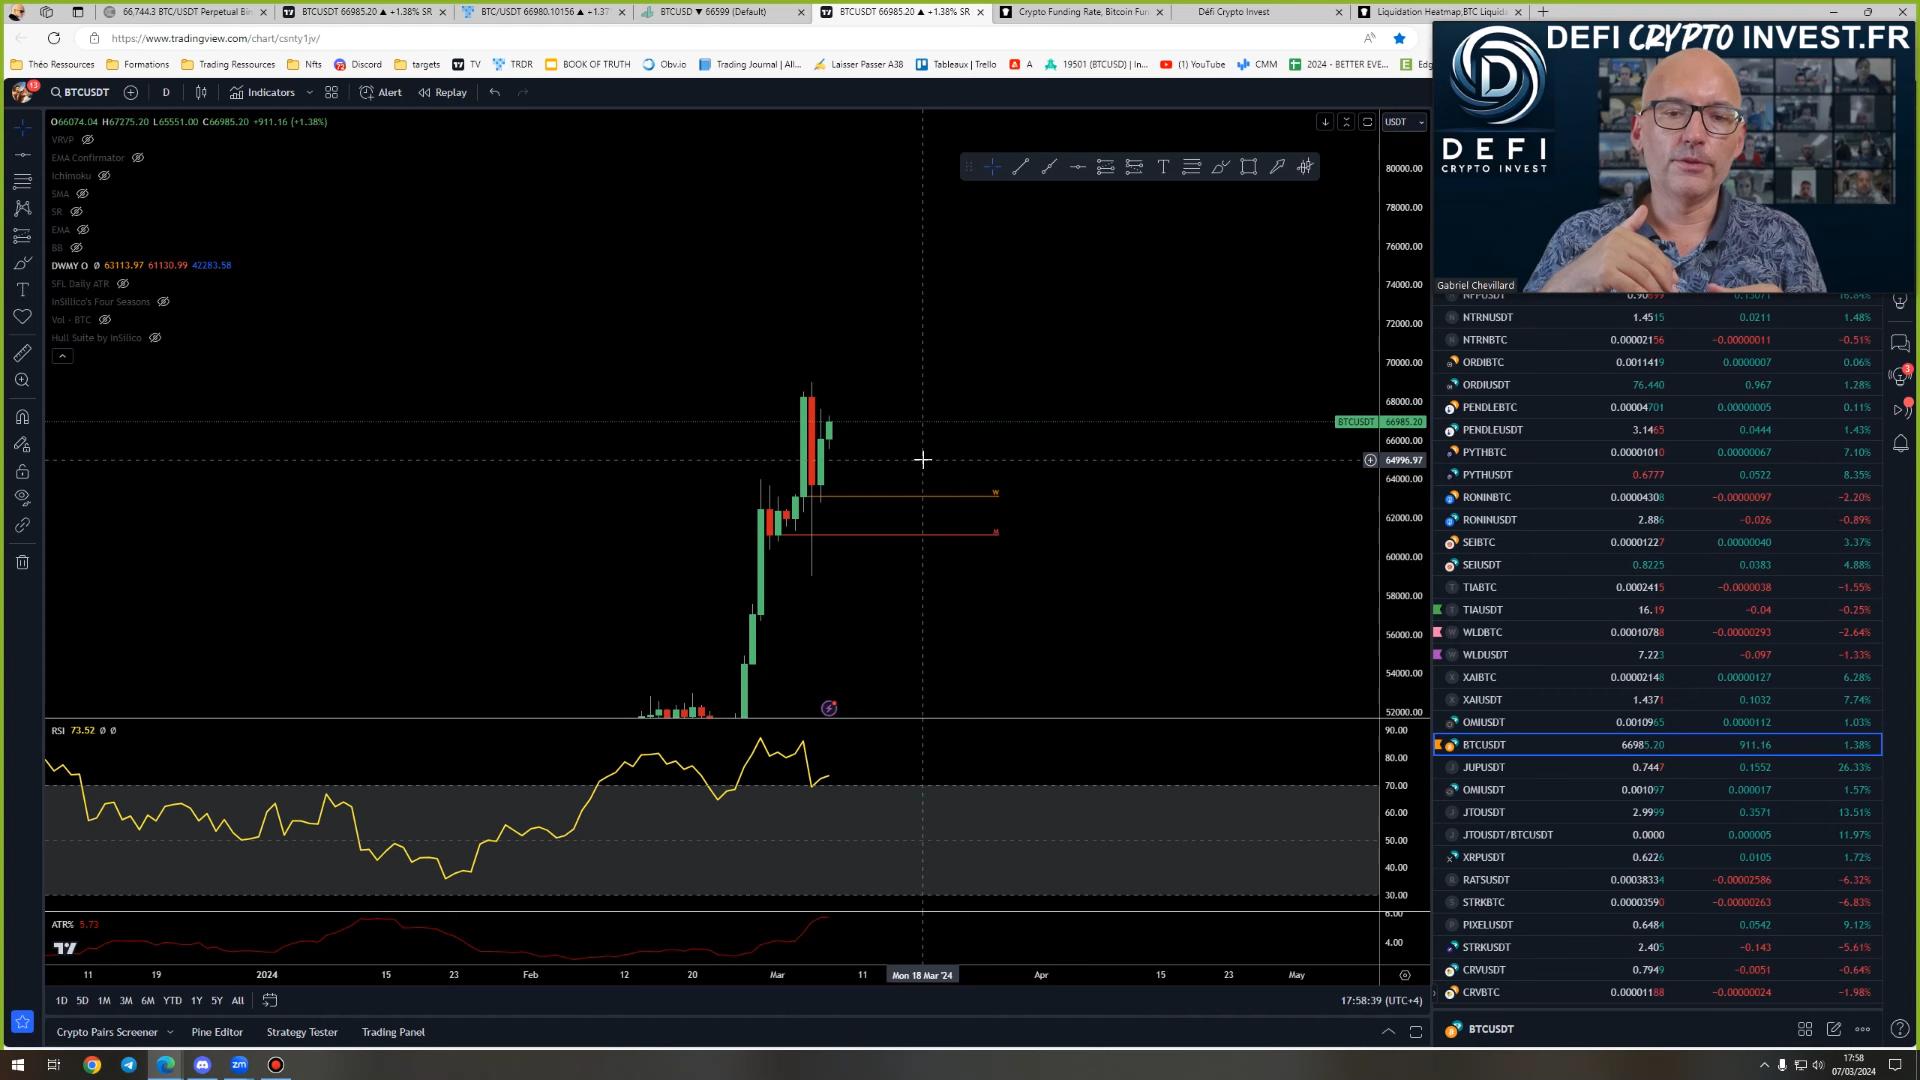 66,744.3 BTC/USDT Perpetual Bin
BTCUSDT 66985.20 ▲ +1.38% SR
BTC/USDT 66980.10156 ▲ +1.37
BTCUSD ▼ 66599 (Default)
BTCUSDT 66985.20 ▲ +1.38% SR
Crypto Funding Rate, Bitcoin Fun
Défi Crypto Invest
Liquidation Heatmap,BTC Liquid
https://www.tradingview.com/chart/csnty1jv/
Théo Ressources
Formations
Trading Ressources
Nfts
Discord
targets
TV
TRDR
BOOK OF TRUTH
Obv.io
Trading Journal | All...
Laisser Passer A38
Tableaux | Trello
A
19501 (BTCUSD) | In...
(1) YouTube
CMM
2024 - BETTER EVE...
DEFI CRYPTO INVEST.FR
DEFI
CRYPTO INVEST
Gabriel Chevillard
13
BTCUSDT
D
Indicators
Alert
Replay
O66074.04 H67275.20 L65551.00 C66985.20 +911.16 (+1.38%)
VRVP
EMA Confirmator
Ichimoku
SMA
SR
EMA
BB
DWMY O Ø 63113.97 61130.99 42283.58
SFL Daily ATR
InSillico's Four Seasons
Vol - BTC
Hull Suite by InSilico
USDT
80000.00
78000.00
76000.00
74000.00
72000.00
70000.00
68000.00
BTCUSDT 66985.20
66000.00
64996.97
64000.00
62000.00
60000.00
58000.00
56000.00
54000.00
52000.00
W
M
RSI 73.52 Ø Ø
90.00
80.00
70.00
60.00
50.00
40.00
30.00
ATR% 5.73
6.00
4.00
11 19 2024 15 23 Feb 12 20 Mar 11 Mon 18 Mar '24 Apr 15 23 May
1D 5D 1M 3M 6M YTD 1Y 5Y All
17:58:39 (UTC+4)
Crypto Pairs Screener
Pine Editor
Strategy Tester
Trading Panel
NTRNUSDT 1.4515 0.0211 1.48%
NTRNBTC 0.00002156 −0.00000011 −0.51%
ORDIBTC 0.0011419 0.0000007 0.06%
ORDIUSDT 76.440 0.967 1.28%
PENDLEBTC 0.00004701 0.00000005 0.11%
PENDLEUSDT 3.1465 0.0444 1.43%
PYTHBTC 0.00001010 0.00000067 7.10%
PYTHUSDT 0.6777 0.0522 8.35%
RONINBTC 0.00004308 −0.00000097 −2.20%
RONINUSDT 2.886 −0.026 −0.89%
SEIBTC 0.00001227 0.00000040 3.37%
SEIUSDT 0.8225 0.0383 4.88%
TIABTC 0.0002415 −0.0000038 −1.55%
TIAUSDT 16.19 −0.04 −0.25%
WLDBTC 0.00010788 −0.00000293 −2.64%
WLDUSDT 7.223 −0.097 −1.33%
XAIBTC 0.00002148 0.00000127 6.28%
XAIUSDT 1.4371 0.1032 7.74%
OMIUSDT 0.0010965 0.0000112 1.03%
BTCUSDT 66985.20 911.16 1.38%
JUPUSDT 0.7447 0.1552 26.33%
OMIUSDT 0.001097 0.000017 1.57%
JTOUSDT 2.9999 0.3571 13.51%
JTOUSDT/BTCUSDT 0.0000 0.000005 11.97%
XRPUSDT 0.6226 0.0105 1.72%
RATSUSDT 0.00038334 −0.00002586 −6.32%
STRKBTC 0.00003590 −0.00000263 −6.83%
PIXELUSDT 0.6484 0.0542 9.12%
STRKUSDT 2.405 −0.143 −5.61%
CRVUSDT 0.7949 −0.0051 −0.64%
CRVBTC 0.00001188 −0.00000024 −1.98%
BTCUSDT
3
17:58
07/03/2024